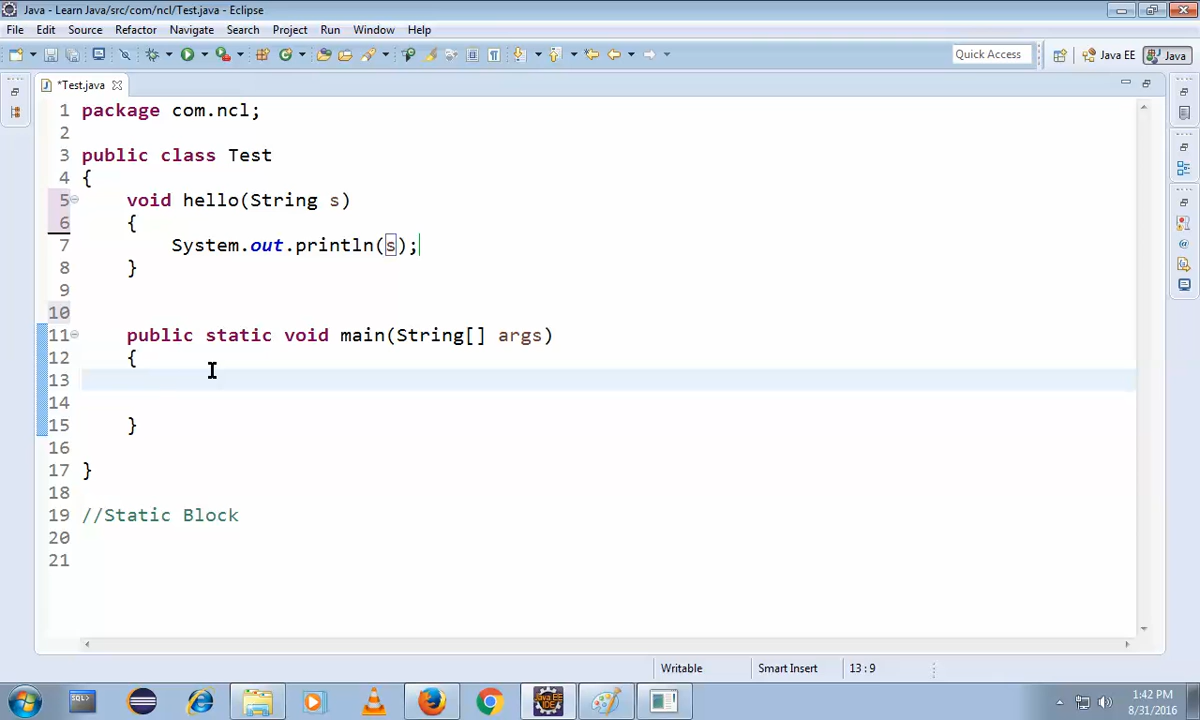 Java - Learn Java/src/com/ncl/Test.java - Eclipse
File Edit Source Refactor Navigate Search Project Run Window Help
Quick Access
Java EE
Java
*Test.java
1 package com.ncl;
2
3 public class Test
4 {
5 void hello(String s)
6 {
7 System.out.println(s);
8 }
9
10
11 public static void main(String[] args)
12 {
13
14
15 }
16
17 }
18
19 //Static Block
20
21
Writable Smart Insert 13:9
SQL>
Java EE IDE
1:42 PM
8/31/2016